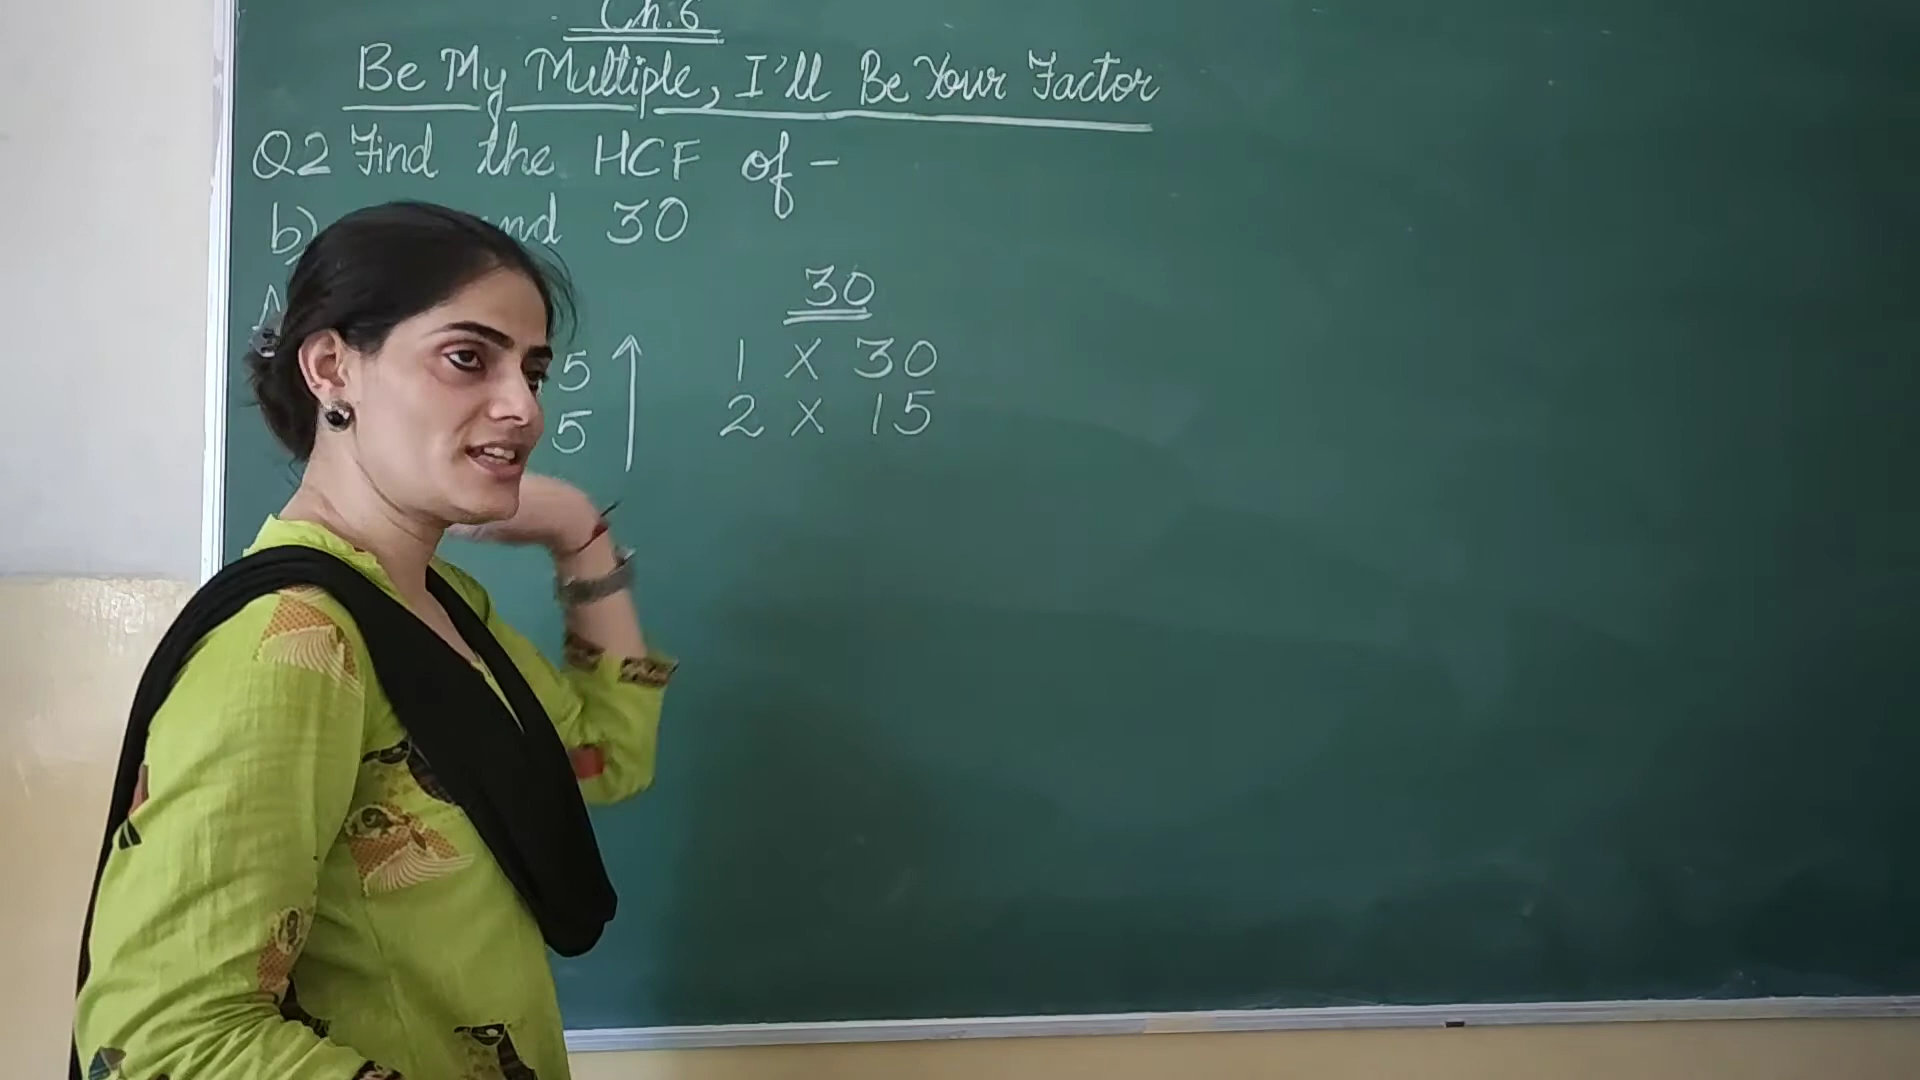 Ch.6
Be My Multiple, I'll Be Your Factor
Q2 Find the HCF of -
b) and 30
30
5
1 X 30
5
2 X 15